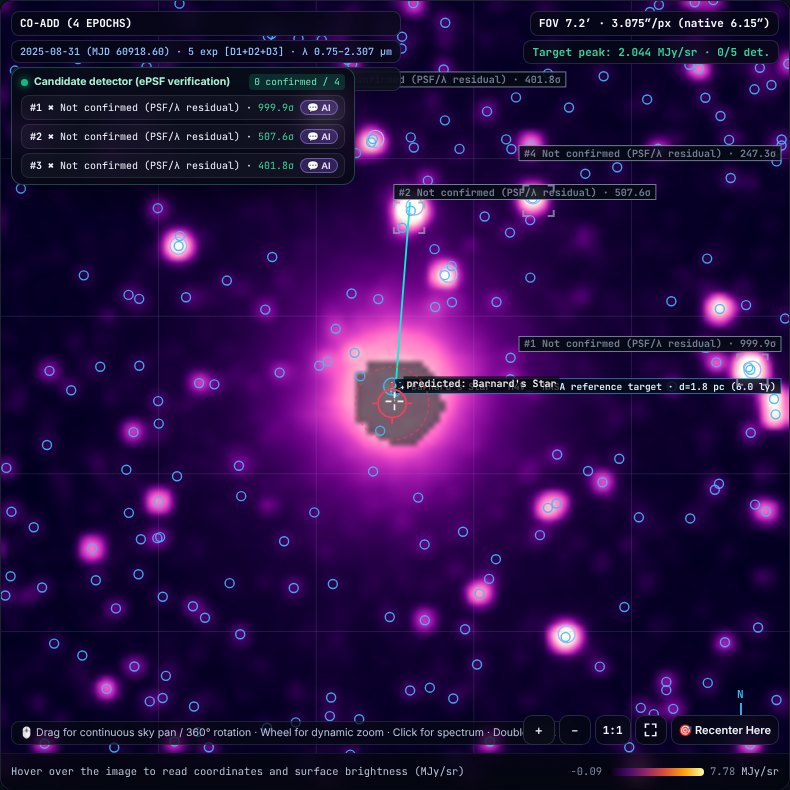 CO-ADD (4 EPOCHS)
FOV 7.2′ · 3.075″/px (native 6.15″)
2025-08-31 (MJD 60918.60) · 5 exp [D1+D2+D3] · λ 0.75–2.307 µm
Target peak: 2.044 MJy/sr · 0/5 det.
Candidate detector (ePSF verification)
0 confirmed / 4
#1 ✖ Not confirmed (PSF/λ residual) · 999.9σ 💬 AI
#2 ✖ Not confirmed (PSF/λ residual) · 507.6σ 💬 AI
#3 ✖ Not confirmed (PSF/λ residual) · 401.8σ 💬 AI
(PSF/λ residual) · 401.8σ
#4 Not confirmed (PSF/λ residual) · 247.3σ
#2 Not confirmed (PSF/λ residual) · 507.6σ
#1 Not confirmed (PSF/λ residual) · 999.9σ
predicted: Barnard's Star
A reference target · d=1.8 pc (6.0 ly)
N
🖱️ Drag for continuous sky pan / 360° rotation · Wheel for dynamic zoom · Click for spectrum ·
+
−
1:1
🎯 Recenter Here
Hover over the image to read coordinates and surface brightness (MJy/sr)
-0.09
7.78 MJy/sr